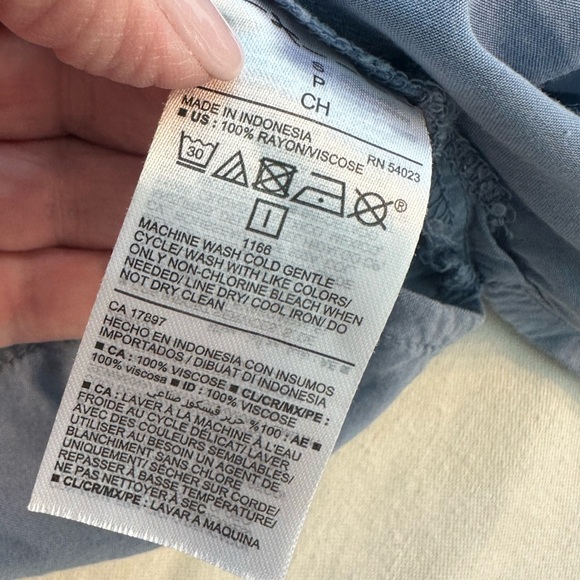 P
CH
MADE IN INDONESIA
■ US : 100% RAYON/VISCOSE RN 54023
30
®
I
1166
MACHINE WASH COLD GENTLE
CYCLE/ WASH WITH LIKE COLORS/
ONLY NON-CHLORINE BLEACH WHEN
NEEDED/ LINE DRY/ COOL IRON/ DO
NOT DRY CLEAN
CA 17897
HECHO EN INDONESIA CON INSUMOS
IMPORTADOS / DIBUAT DI INDONESIA
■ CA : 100% VISCOSE ■ CL/CR/MX/PE :
100% viscosa ■ ID : 100% VISCOSE
■ AE : 100% حرير فسكوز صناعي
■ CA : LAVER À LA MACHINE À L'EAU
FROIDE AU CYCLE DÉLICAT/ LAVER
AVEC DES COULEURS SEMBLABLES/
UTILISER AU BESOIN UN AGENT DE
BLANCHIMENT SANS CHLORE
UNIQUEMENT/ SÉCHER SUR CORDE/
REPASSER À BASSE TEMPÉRATURE/
NE PAS NETTOYER À SEC
■ CL/CR/MX/PE : LAVAR A MAQUINA